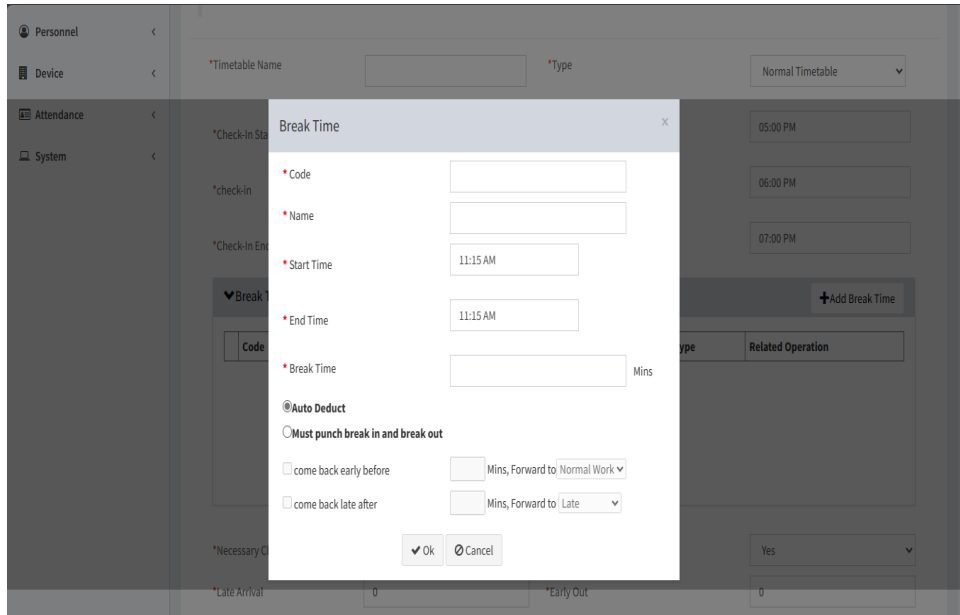 Personnel
Device
Attendance
System
*Timetable Name
*Type
Normal Timetable
*Check-In Sta
05:00 PM
*check-in
06:00 PM
*Check-In End
07:00 PM
Break T
+Add Break Time
Code
ype
Related Operation
*Necessary C
Yes
*Late Arrival 0 *Early Out 0
Break Time x
* Code
* Name
* Start Time 11:15 AM
* End Time 11:15 AM
* Break Time Mins
Auto Deduct
Must punch break in and break out
come back early before Mins, Forward to Normal Work
come back late after Mins, Forward to Late
Ok Cancel